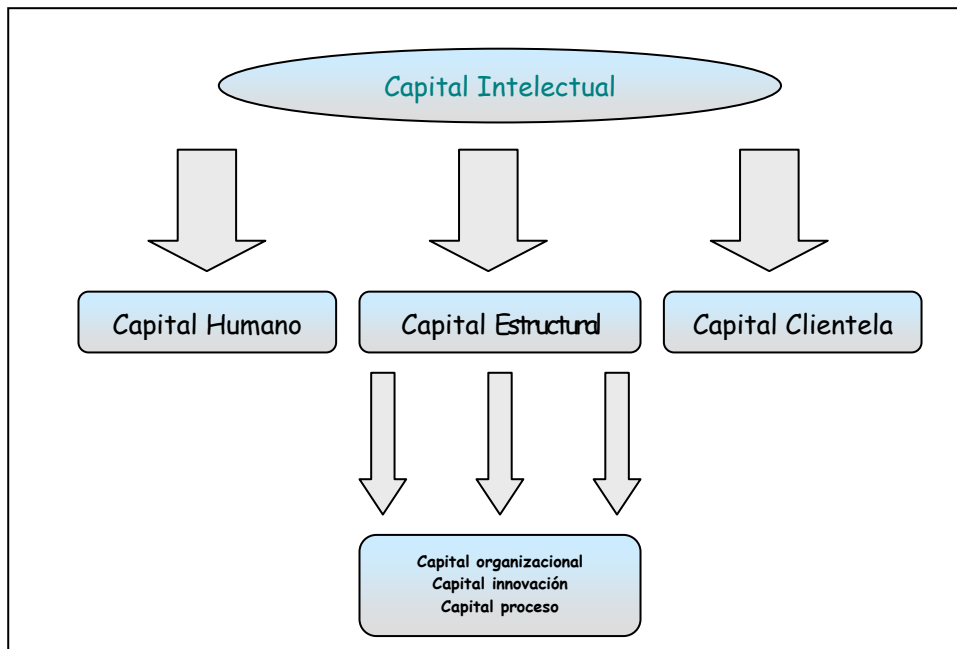 Capital Intelectual
Capital Humano
Capital Estructural
Capital Clientela
Capital organizacional
Capital innovación
Capital proceso